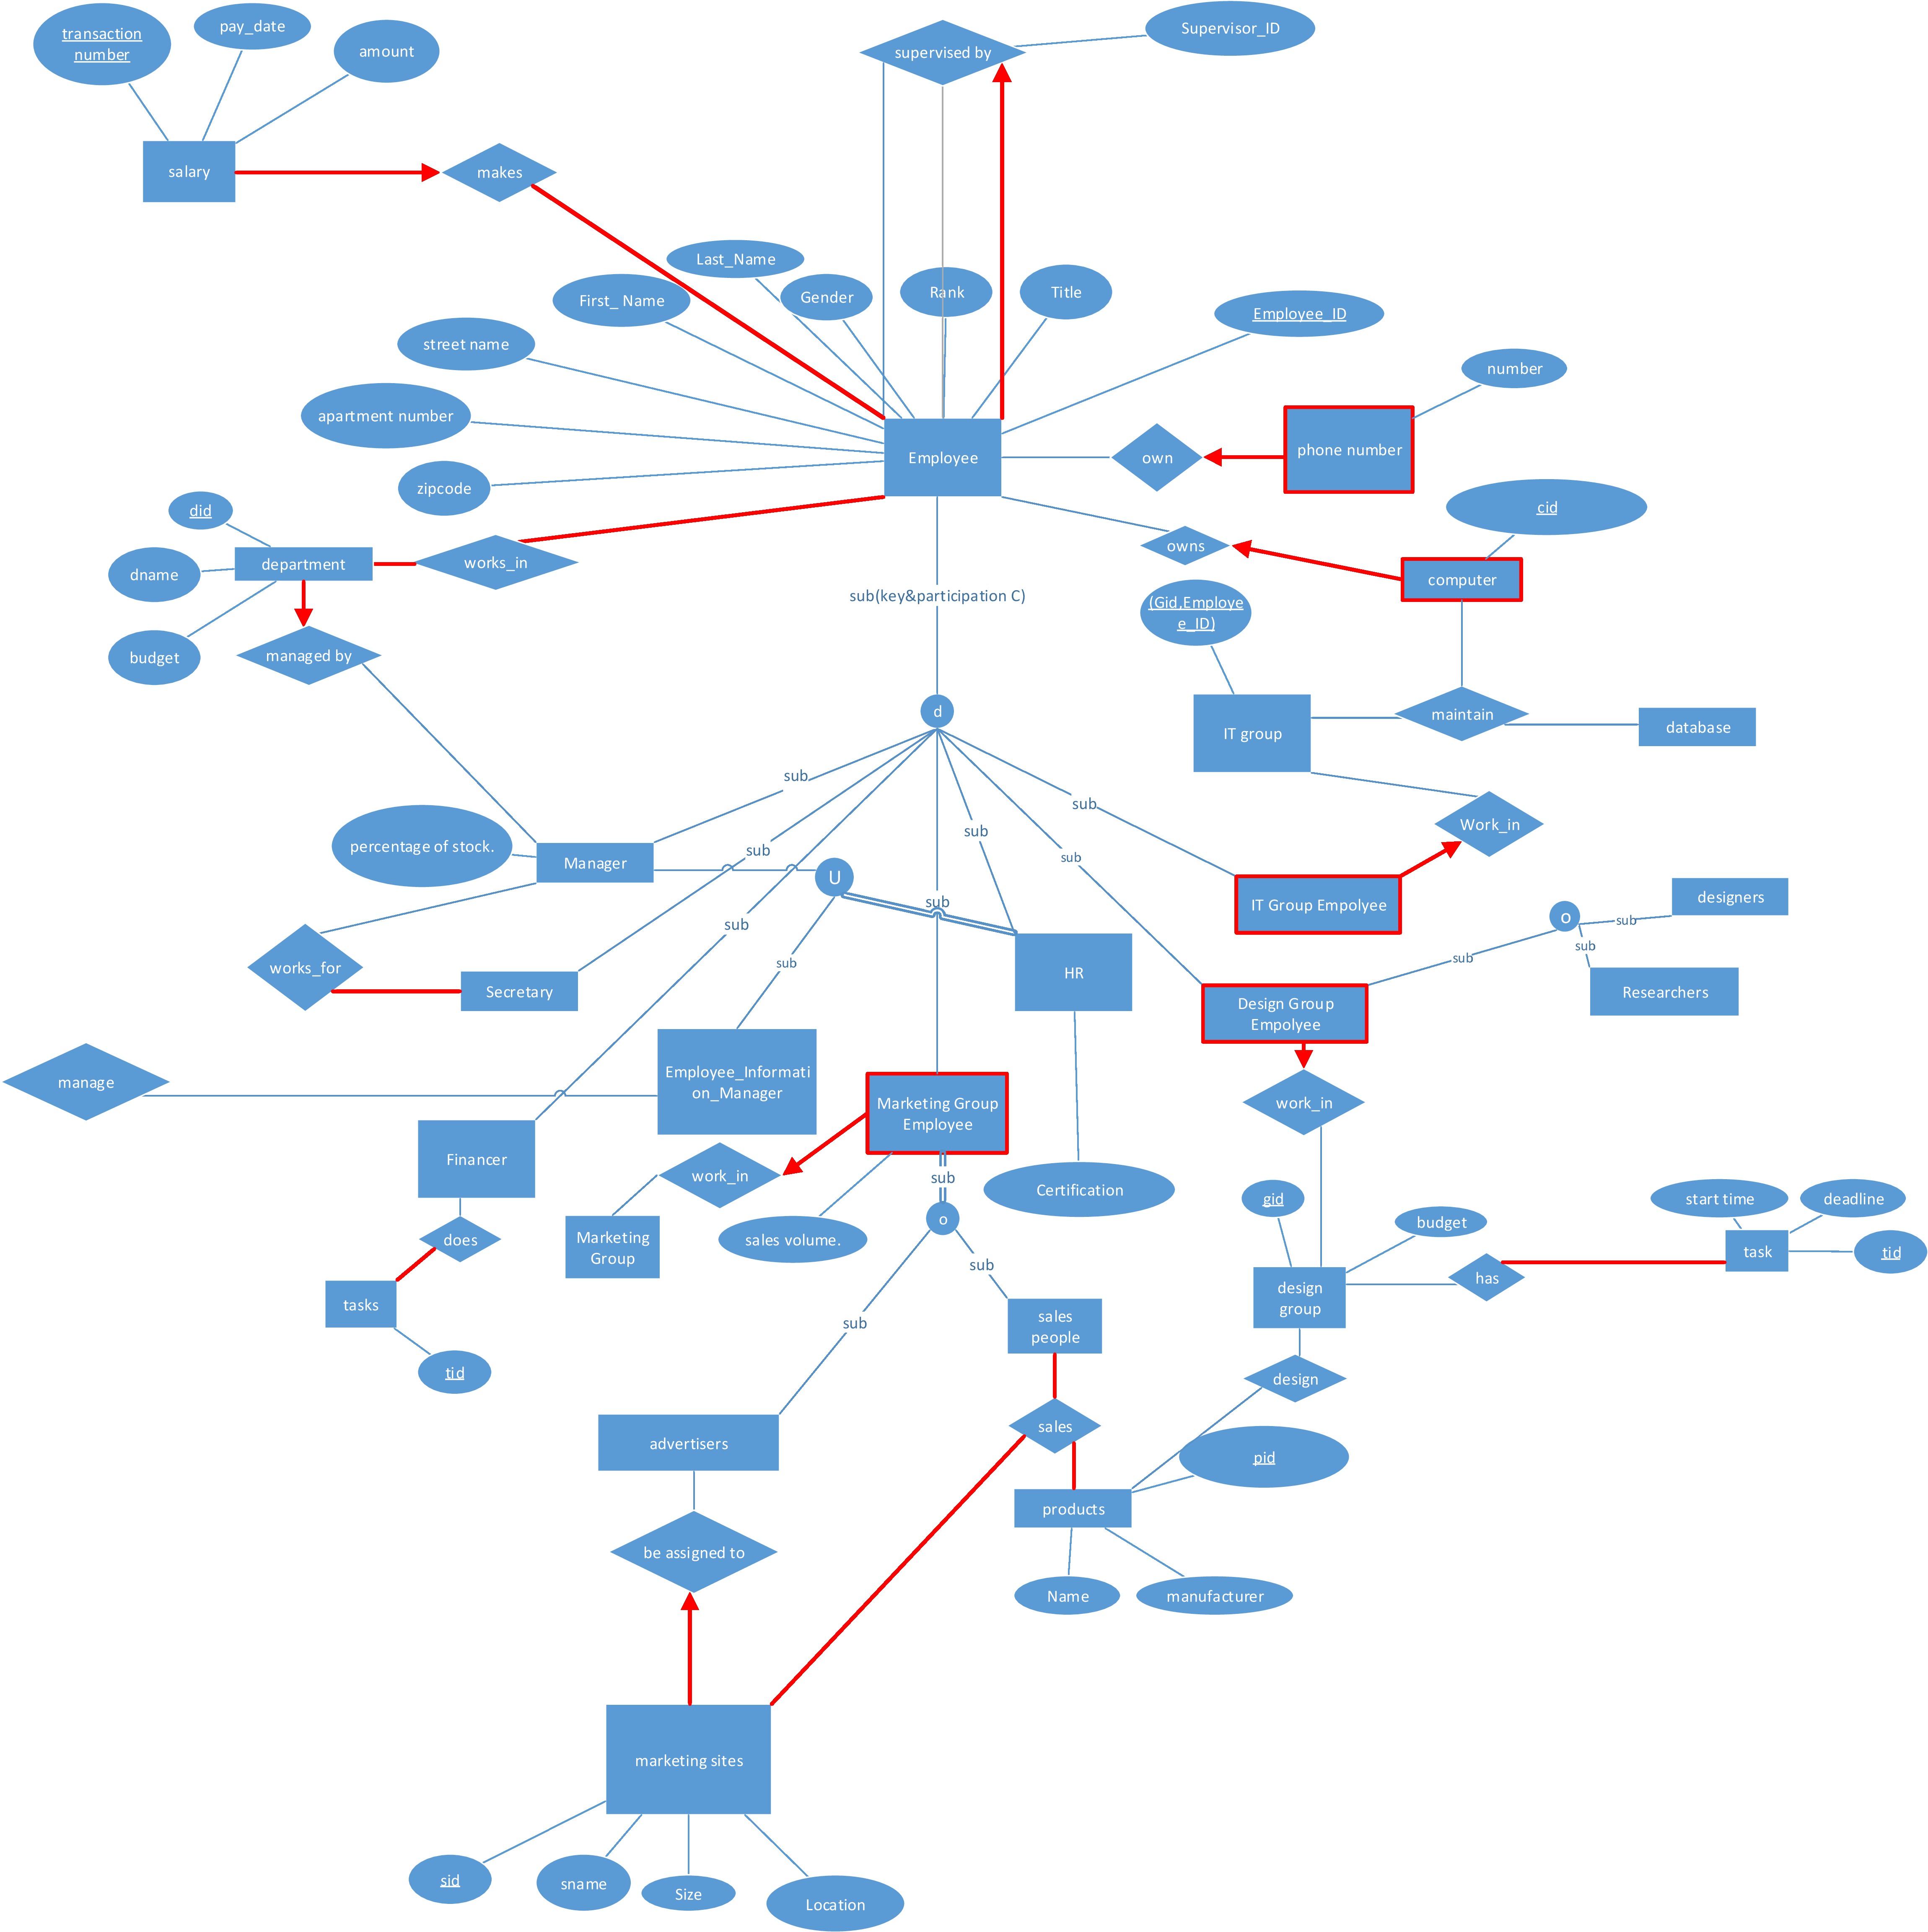 transaction
number
pay_date
amount
supervised by
Supervisor_ID
salary
makes
Last_Name
First_ Name
Gender
Rank
Title
Employee_ID
street name
number
apartment number
phone number
Employee
own
zipcode
cid
did
owns
dname
department
works_in
computer
sub(key&participation C)
(Gid,Employe
e_ID)
budget
managed by
d
IT group
maintain
database
sub
sub
Work_in
percentage of stock.
Manager
sub
sub
sub
U
sub
IT Group Empolyee
designers
o
sub
sub
sub
sub
sub
works_for
Secretary
HR
Researchers
Design Group
Empolyee
manage
Employee_Informati
on_Manager
Marketing Group
Employee
work_in
Financer
work_in
sub
Certification
gid
start time
deadline
Marketing
Group
sales volume.
o
budget
does
task
tid
sub
has
tasks
design
group
sub
sales
people
tid
design
advertisers
sales
pid
products
be assigned to
Name
manufacturer
marketing sites
sid
sname
Size
Location